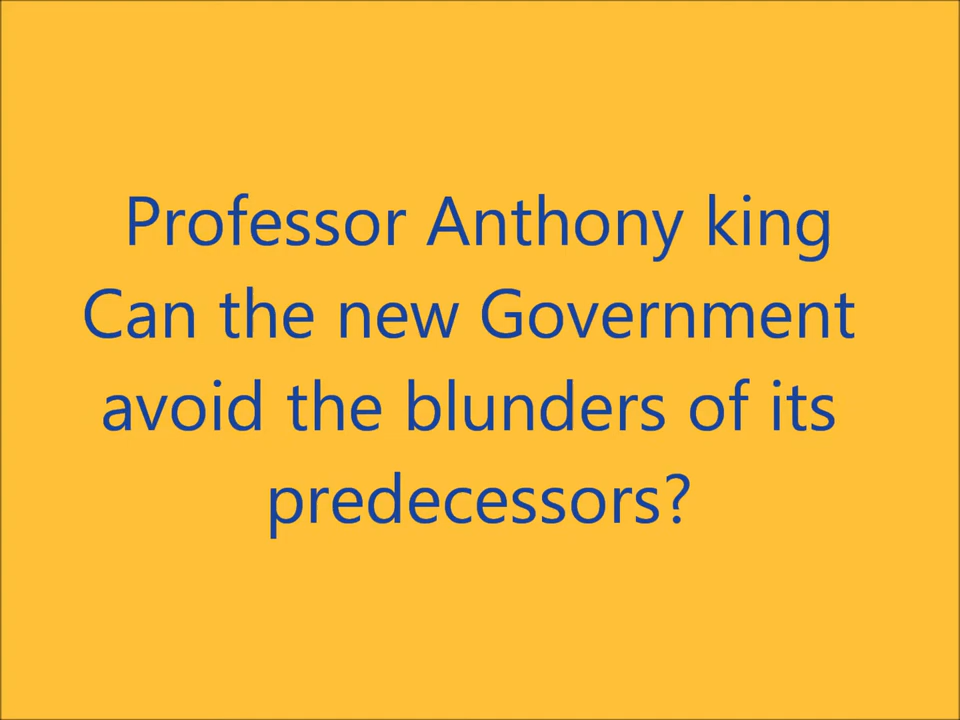 Professor Anthony king
Can the new Government
avoid the blunders of its
predecessors?